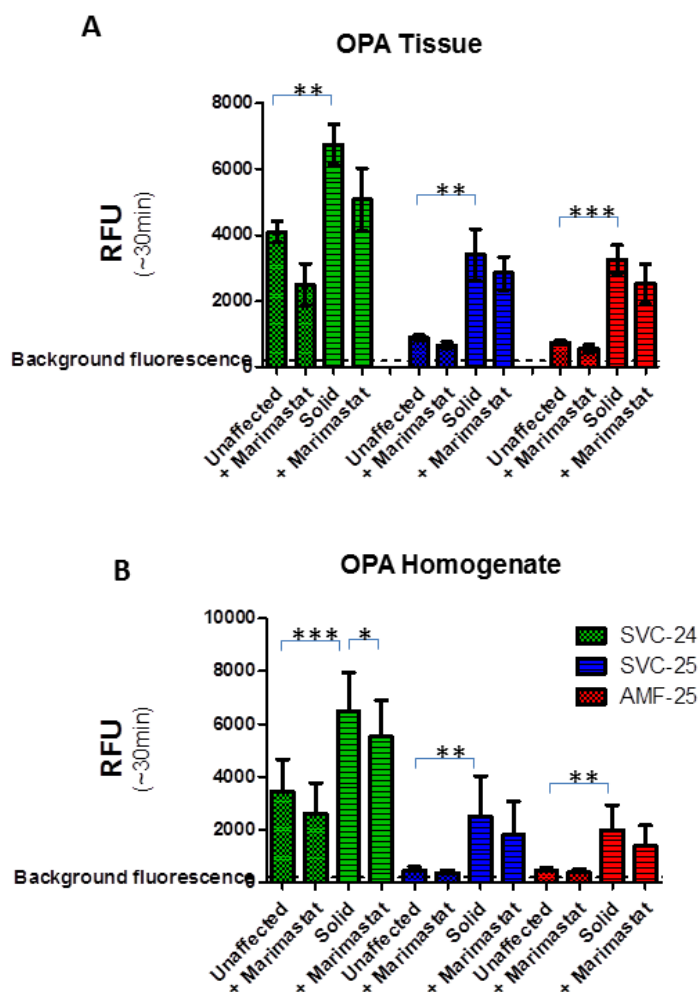 A
OPA Tissue
RFU
(~30min)
8000
6000
4000
2000
0
Background fluorescence
**
**
***
Unaffected
+ Marimastat
Solid
+ Marimastat
Unaffected
+ Marimastat
Solid
+ Marimastat
Unaffected
+ Marimastat
Solid
+ Marimastat
B
OPA Homogenate
RFU
(~30min)
10000
8000
6000
4000
2000
0
Background fluorescence
***
*
**
**
SVC-24
SVC-25
AMF-25
Unaffected
+ Marimastat
Solid
+ Marimastat
Unaffected
+ Marimastat
Solid
+ Marimastat
Unaffected
+ Marimastat
Solid
+ Marimastat